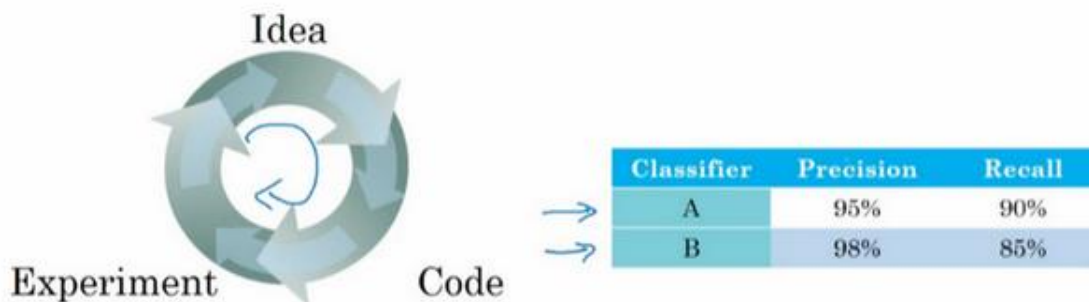 Idea
Experiment
Code
Classifier Precision Recall
A 95% 90%
B 98% 85%